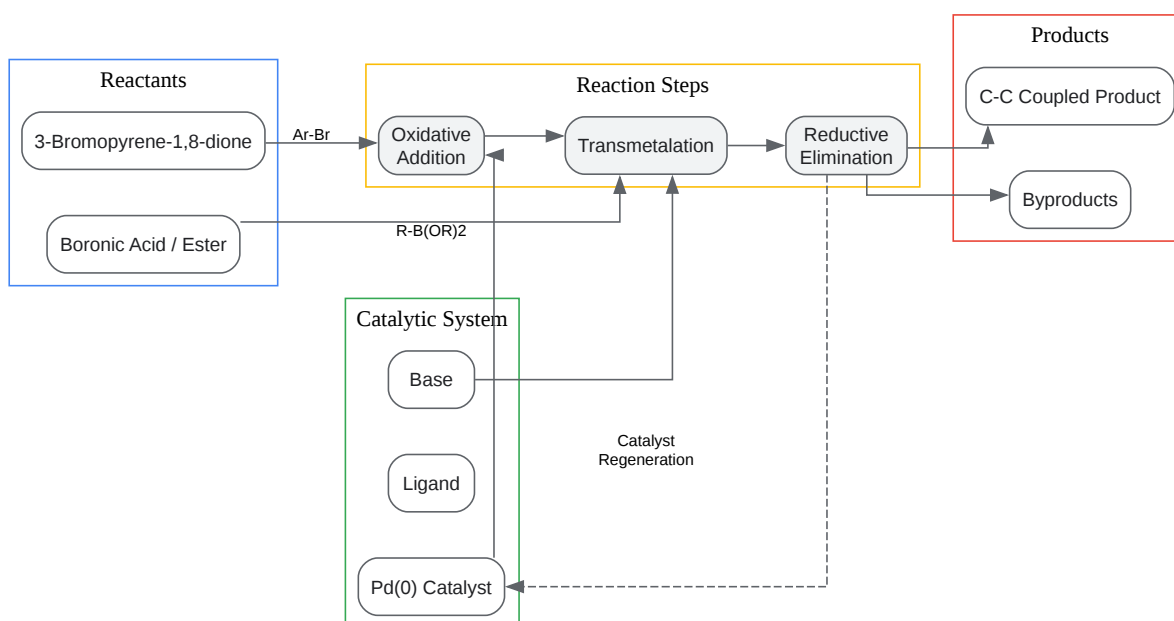 Reactants
3-Bromopyrene-1,8-dione
Boronic Acid / Ester
Ar-Br
R-B(OR)2
Reaction Steps
Oxidative
Addition
Transmetalation
Reductive
Elimination
Products
C-C Coupled Product
Byproducts
Catalytic System
Base
Ligand
Pd(0) Catalyst
Catalyst
Regeneration